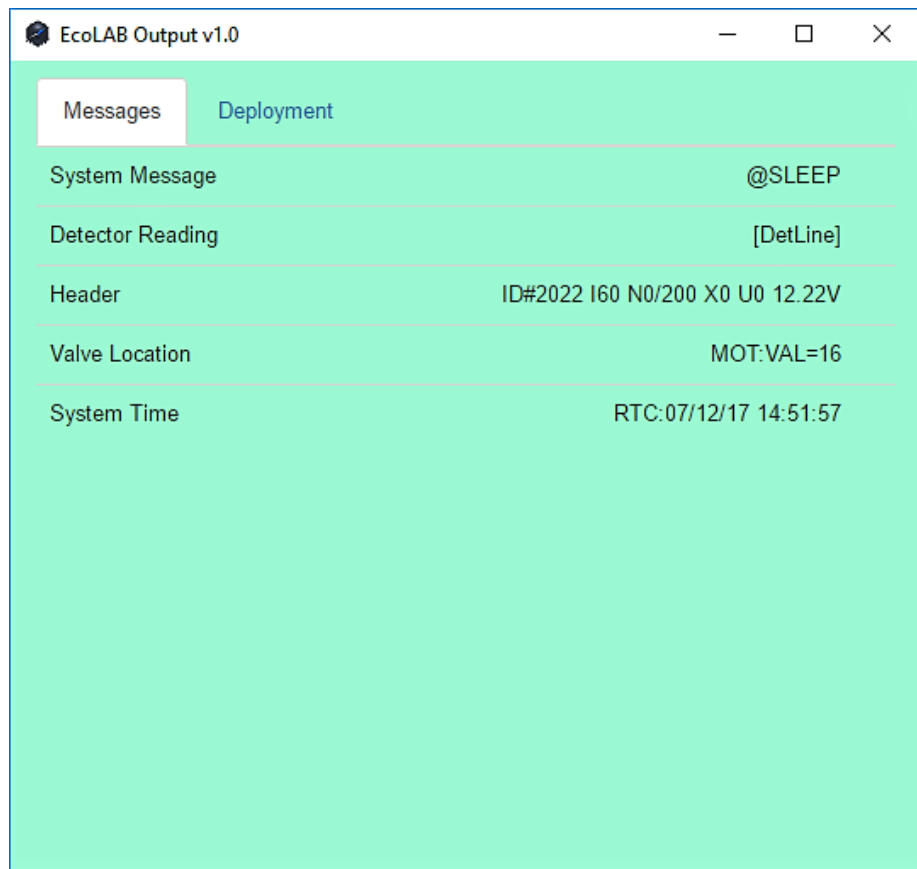 EcoLAB Output v1.0
Messages Deployment
System Message @SLEEP
Detector Reading [DetLine]
Header ID#2022 I60 N0/200 X0 U0 12.22V
Valve Location MOT:VAL=16
System Time RTC:07/12/17 14:51:57